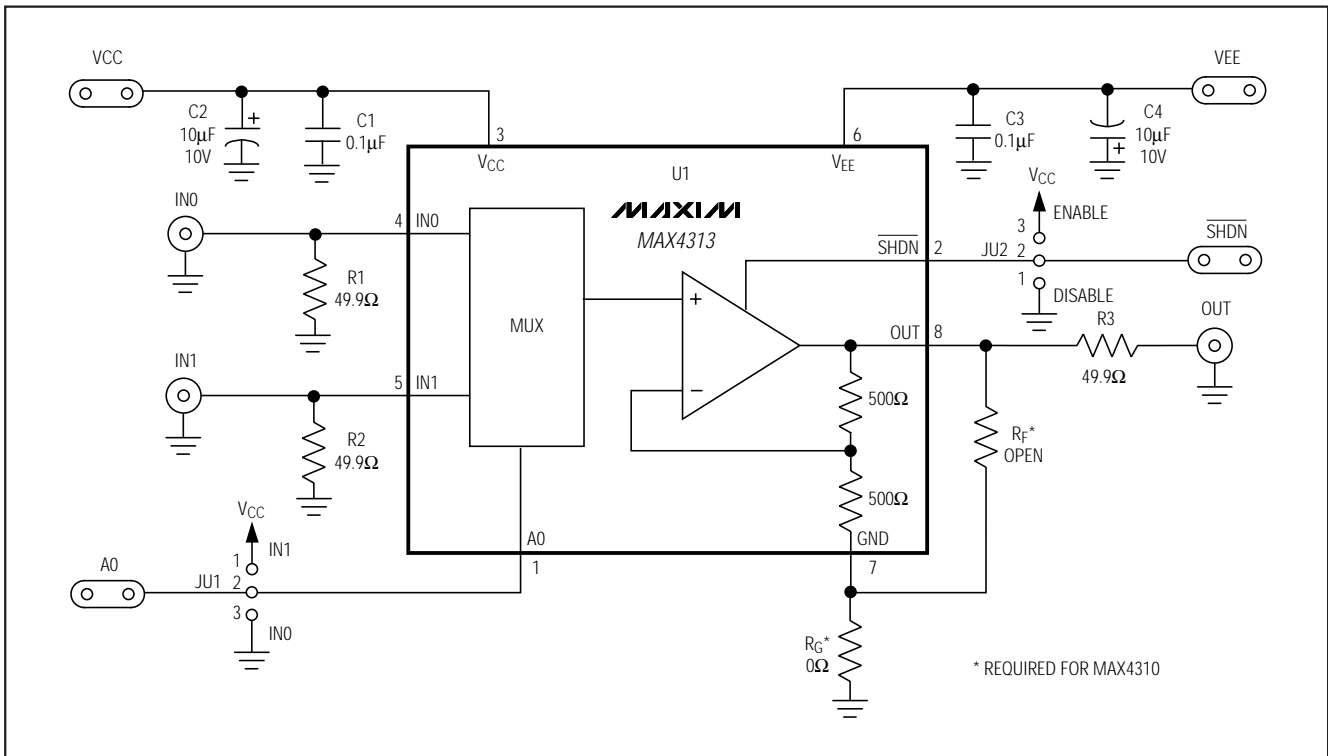 VCC
VEE
C2
10µF
10V
+
C1
0.1µF
3
VCC
6
VEE
C3
0.1µF
C4
10µF
10V
+
U1
MAXIM
MAX4313
IN0
4 IN0
R1
49.9Ω
MUX
+
−
IN1
5 IN1
R2
49.9Ω
VCC
3
ENABLE
SHDN 2
JU2 2
SHDN
1
DISABLE
OUT 8
R3
49.9Ω
OUT
500Ω
500Ω
RF*
OPEN
GND
7
A0
1
VCC
1
IN1
A0
JU1 2
3
IN0
RG*
0Ω
* REQUIRED FOR MAX4310